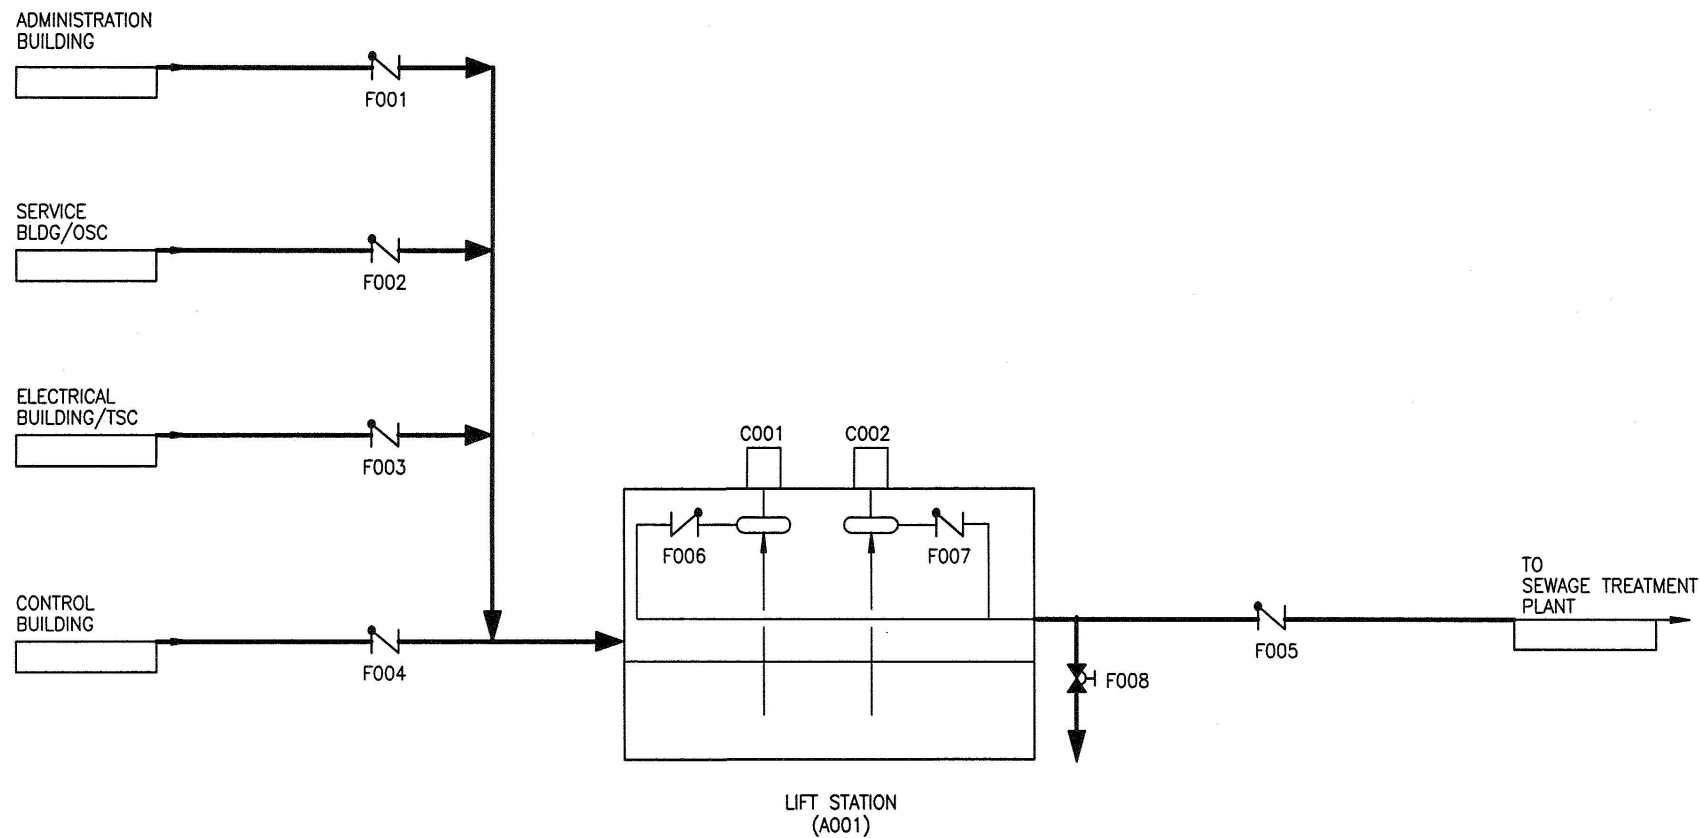 ADMINISTRATION
BUILDING
F001
SERVICE
BLDG/OSC
F002
ELECTRICAL
BUILDING/TSC
F003
CONTROL
BUILDING
F004
C001
C002
F006
F007
TO
SEWAGE TREATMENT
PLANT
F005
F008
LIFT STATION
(A001)